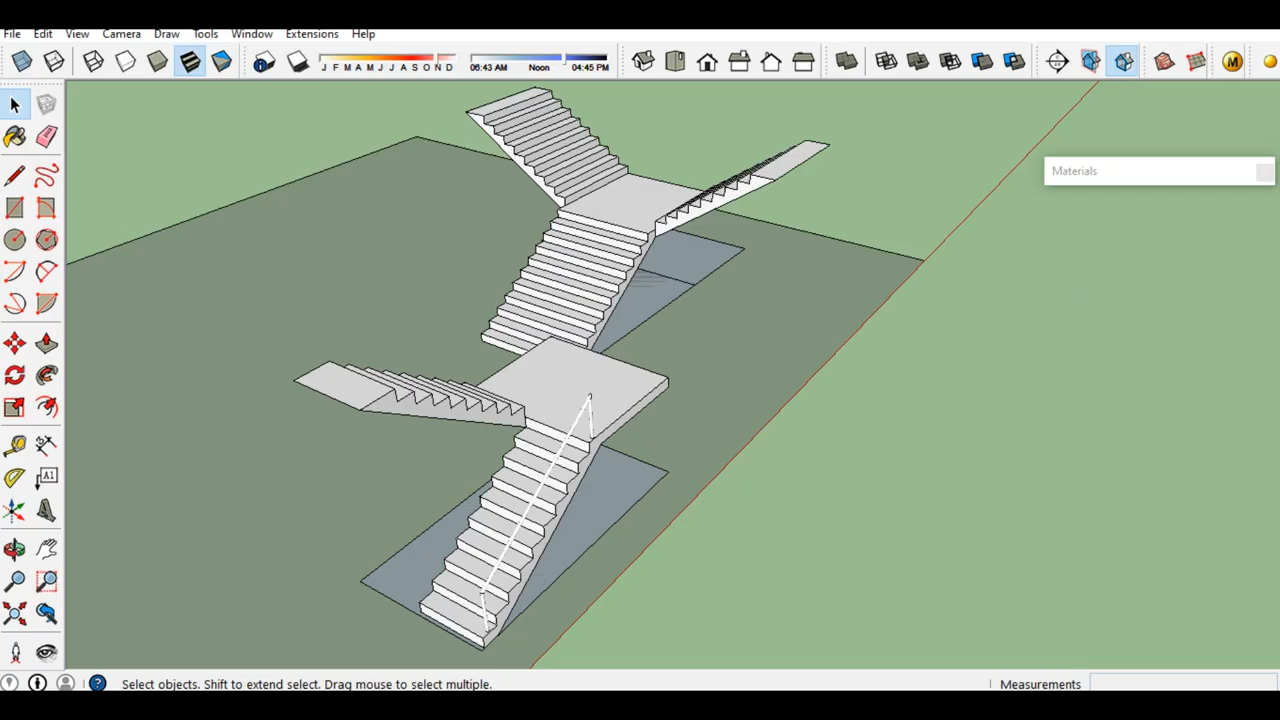 File Edit View Camera Draw Tools Window Extensions Help
J F M A M J J A S O N D 06:43 AM Noon 04:45 PM
M
Materials
A1
A
?
Select objects. Shift to extend select. Drag mouse to select multiple. Measurements